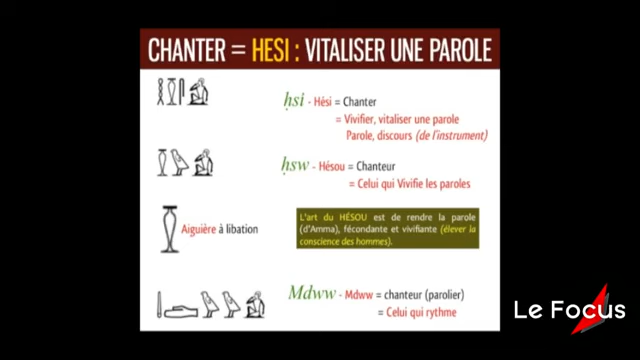 CHANTER = HESI : VITALISER UNE PAROLE
ḥsi - Hési = Chanter
= Vivifier, vitaliser une parole
Parole, discours (de l'instrument)
ḥsw - Hésou = Chanteur
= Celui qui Vivifie les paroles
Aiguière à libation
L'art du HÉSOU est de rendre la parole
(d'Amma), fécondante et vivifiante (élever la
conscience des hommes).
Mdww - Mdww = chanteur (parolier)
= Celui qui rythme
Le Focus